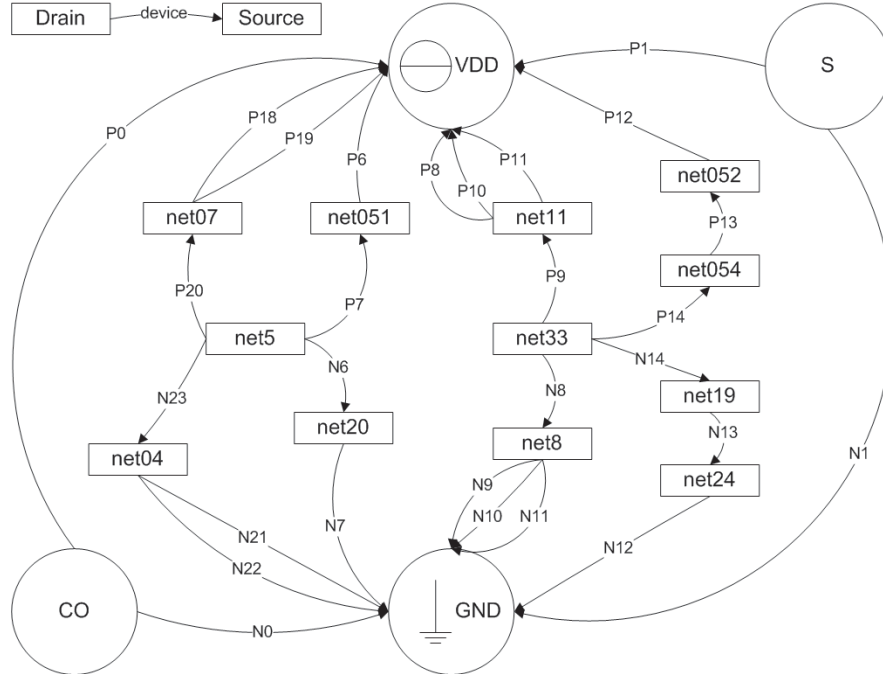 Drain device Source
VDD
S
P1
P0
P18
P19
P6
P8
P10
P11
P12
net07
net051
net11
net052
P13
net054
P20
P7
P9
P14
net5
net33
N6
N14
N8
N23
net20
net19
N13
net04
net8
net24
N1
N9
N10
N11
N7
N21
N22
N12
CO
GND
N0